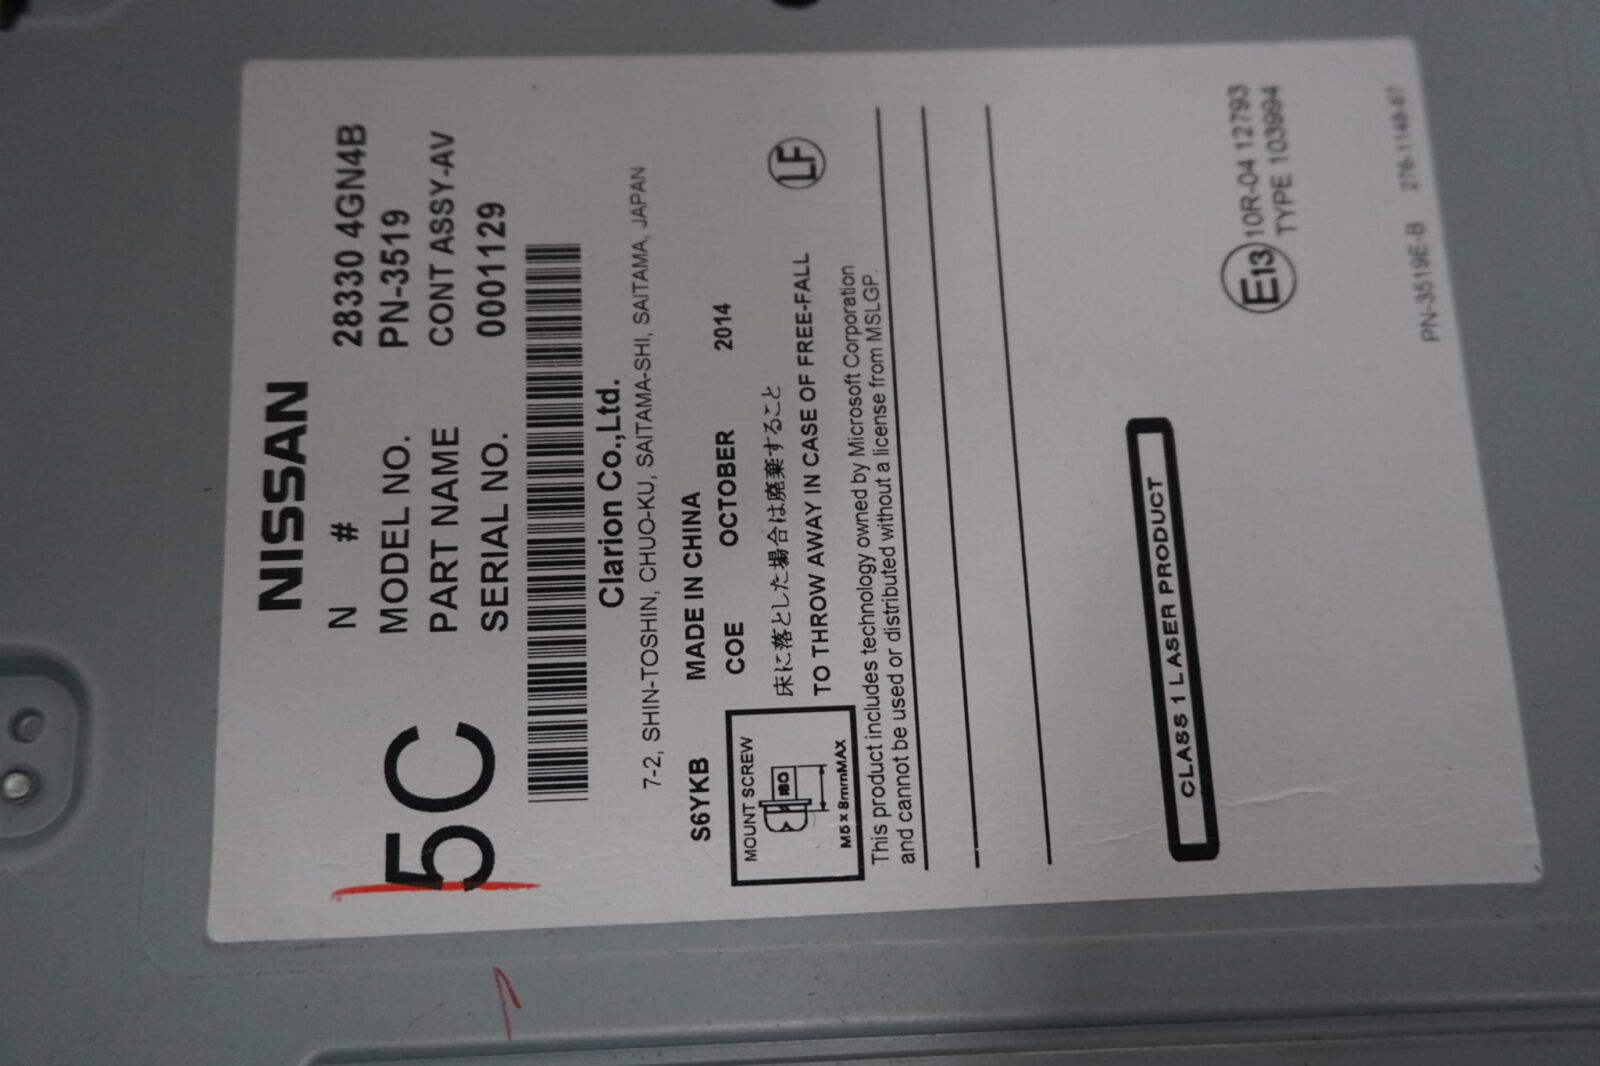 NISSAN
N # 28330 4GN4B
MODEL NO. PN-3519
PART NAME CONT ASSY-AV
SERIAL NO. 0001129
5C
Clarion Co.,Ltd.
7-2, SHIN-TOSHIN, CHUO-KU, SAITAMA-SHI, SAITAMA, JAPAN
S6YKB MADE IN CHINA
COE OCTOBER 2014
LF
床に落とした場合は廃棄すること
TO THROW AWAY IN CASE OF FREE-FALL
MOUNT SCREW
ISO
M5 x 8mmMAX
This product includes technology owned by Microsoft Corporation
and cannot be used or distributed without a license from MSLGP.
CLASS 1 LASER PRODUCT
E13 10R-04 12793
TYPE 103994
PN-3519E-B 276-1148-67